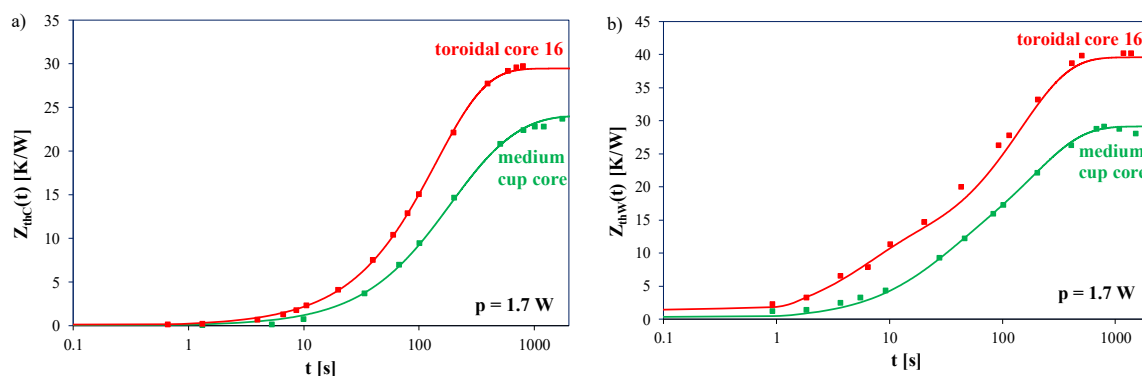 a)
35
30
25
20
15
10
5
0
Z_thC(t) [K/W]
toroidal core 16
medium
cup core
p = 1.7 W
0.1
1
10
100
1000
t [s]
b)
45
40
35
30
25
20
15
10
5
0
Z_thW(t) [K/W]
toroidal core 16
medium
cup core
p = 1.7 W
0.1
1
10
100
1000
t [s]